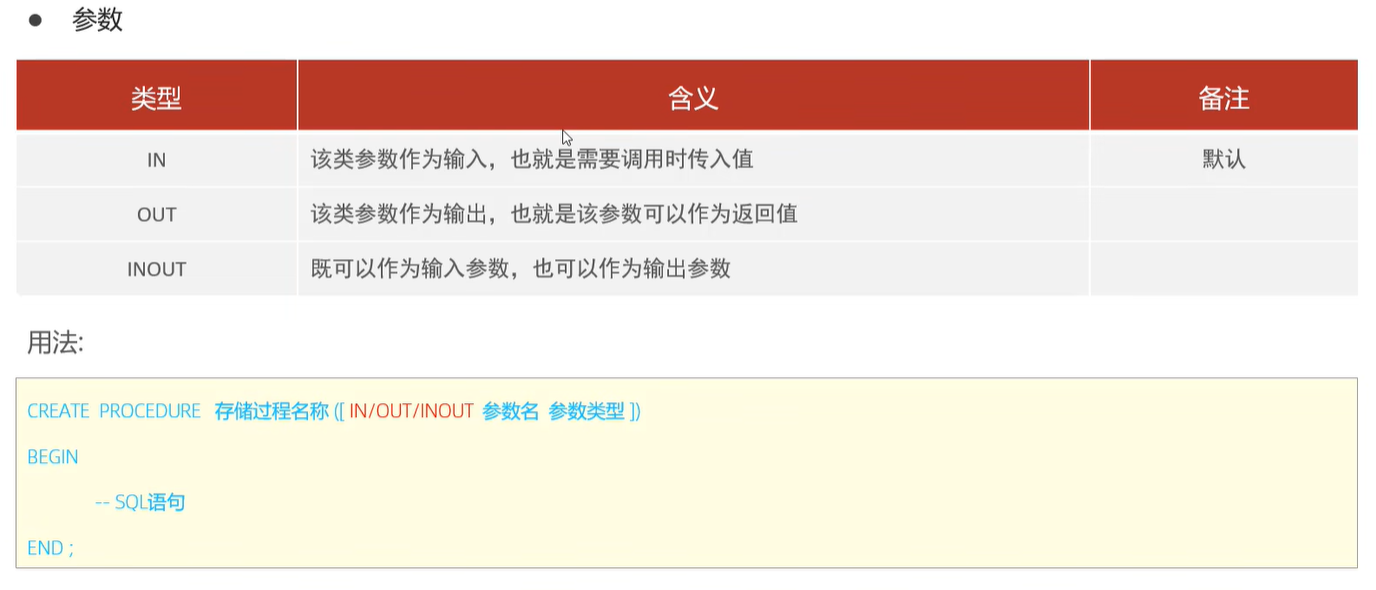 ● 参数
类型 含义 备注
IN 该类参数作为输入，也就是需要调用时传入值 默认
OUT 该类参数作为输出，也就是该参数可以作为返回值
INOUT 既可以作为输入参数，也可以作为输出参数
用法:
CREATE PROCEDURE 存储过程名称 ([ IN/OUT/INOUT 参数名 参数类型 ])
BEGIN
-- SQL语句
END ;